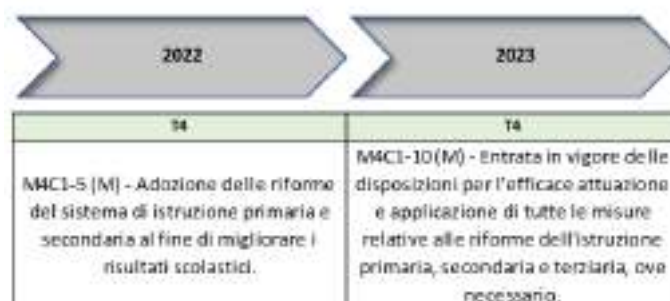 2022
2023
T4
T4
M4C1-5 (M) - Adozione delle riforme
del sistema di istruzione primaria e
secondaria al fine di migliorare i
risultati scolastici.
M4C1-10 (M) - Entrata in vigore delle
disposizioni per l'efficace attuazione
e applicazione di tutte le misure
relative alle riforme dell'istruzione
primaria, secondaria e terziaria, ove
necessario.